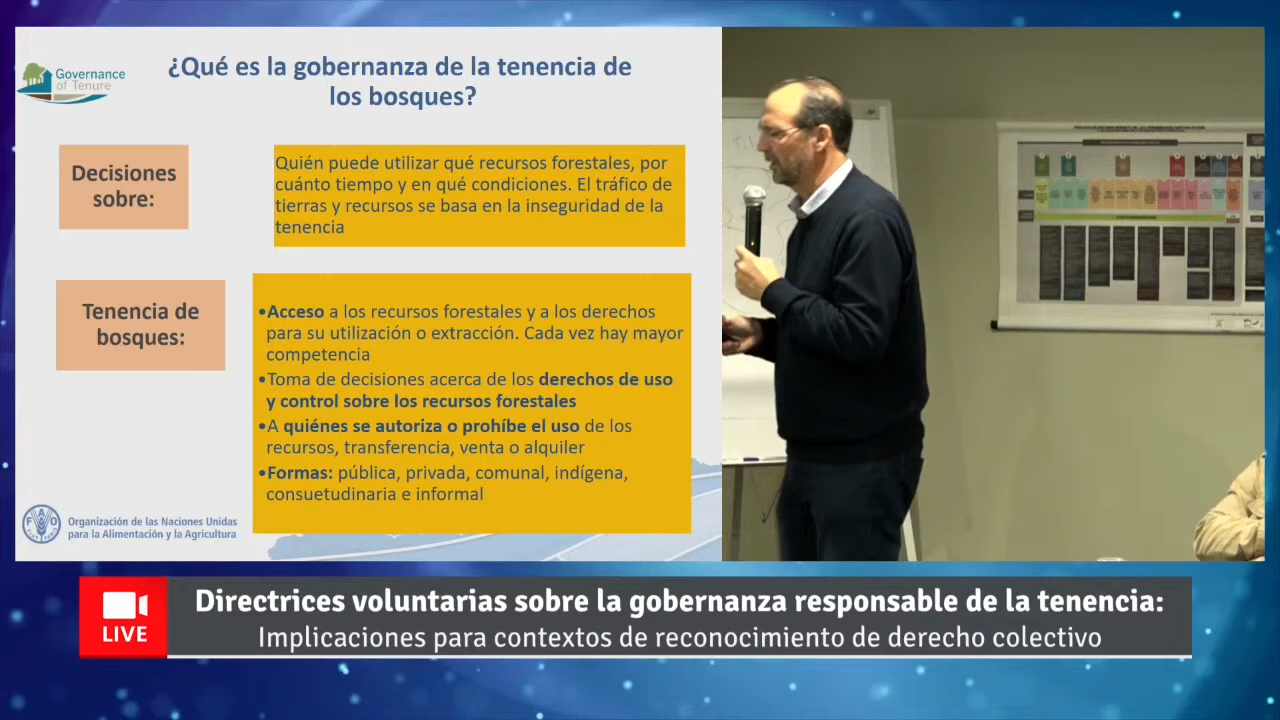 Governance
of Tenure
¿Qué es la gobernanza de la tenencia de
los bosques?
Decisiones
sobre:
Quién puede utilizar qué recursos forestales, por
cuánto tiempo y en qué condiciones. El tráfico de
tierras y recursos se basa en la inseguridad de la
tenencia
Tenencia de
bosques:
•Acceso a los recursos forestales y a los derechos
para su utilización o extracción. Cada vez hay mayor
competencia
•Toma de decisiones acerca de los derechos de uso
y control sobre los recursos forestales
•A quiénes se autoriza o prohíbe el uso de los
recursos, transferencia, venta o alquiler
•Formas: pública, privada, comunal, indígena,
consuetudinaria e informal
FAO
Organización de las Naciones Unidas
para la Alimentación y la Agricultura
LIVE
Directrices voluntarias sobre la gobernanza responsable de la tenencia:
Implicaciones para contextos de reconocimiento de derecho colectivo